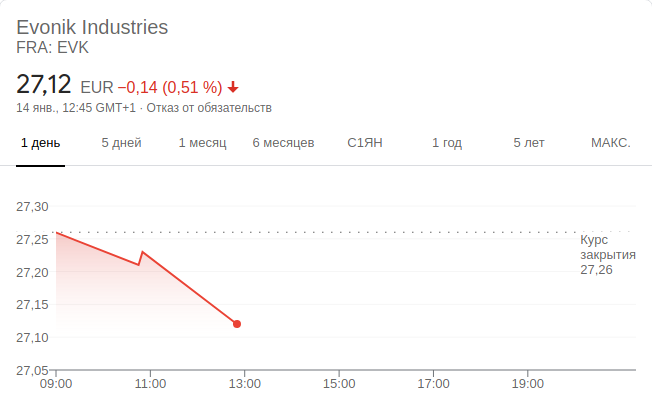 Evonik Industries
FRA: EVK
27,12 EUR −0,14 (0,51 %)
14 янв., 12:45 GMT+1 · Отказ от обязательств
1 день 5 дней 1 месяц 6 месяцев С1ЯН 1 год 5 лет МАКС.
27,30
27,25
Курс
закрытия
27,26
27,20
27,15
27,10
27,05
09:00 11:00 13:00 15:00 17:00 19:00